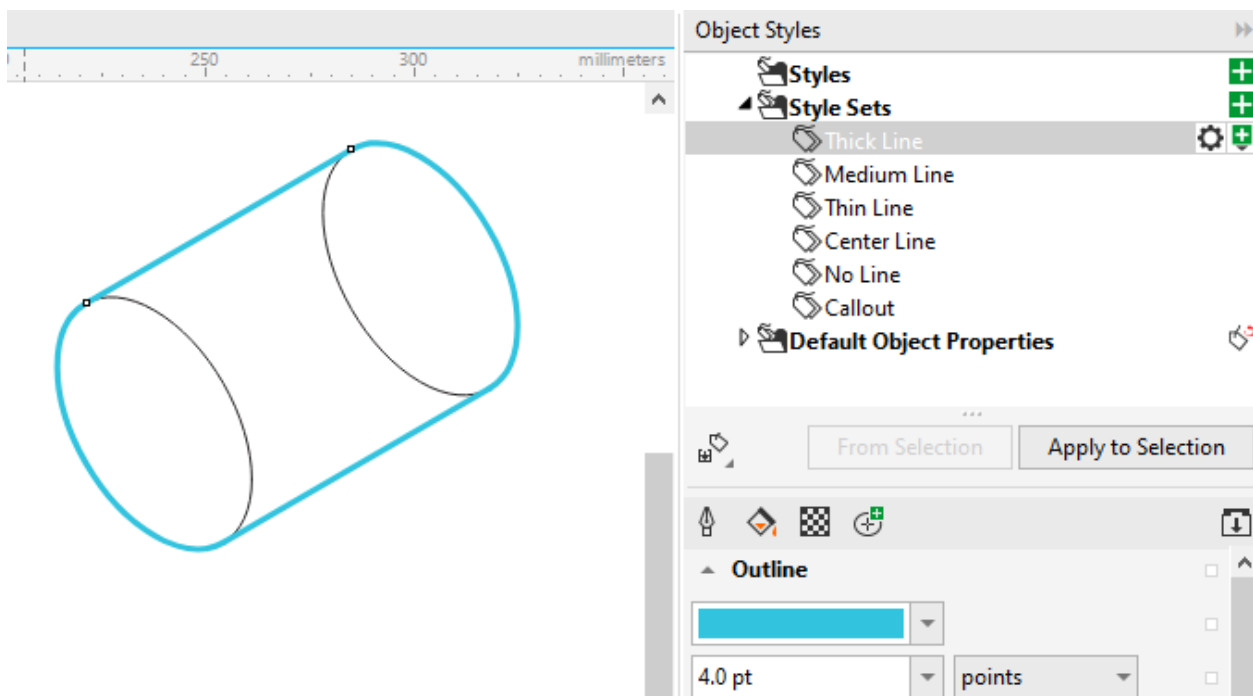 Object Styles
250
300
millimeters
Styles
Style Sets
Thick Line
Medium Line
Thin Line
Center Line
No Line
Callout
Default Object Properties
From Selection
Apply to Selection
Outline
4.0 pt
points